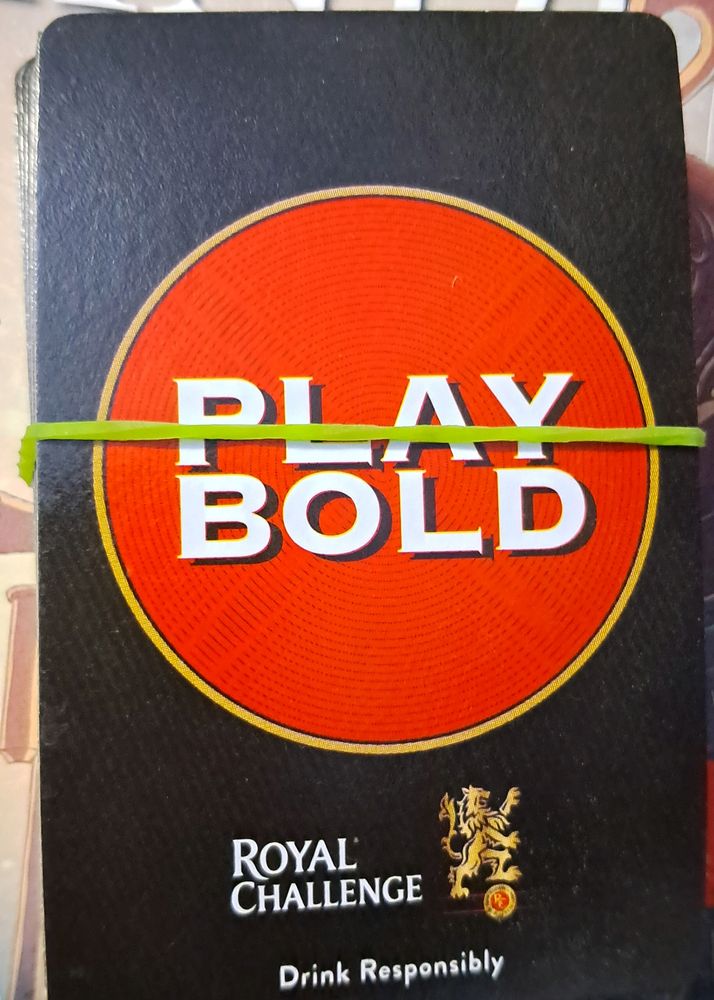 PLAY
BOLD
ROYAL
CHALLENGE
Drink Responsibly